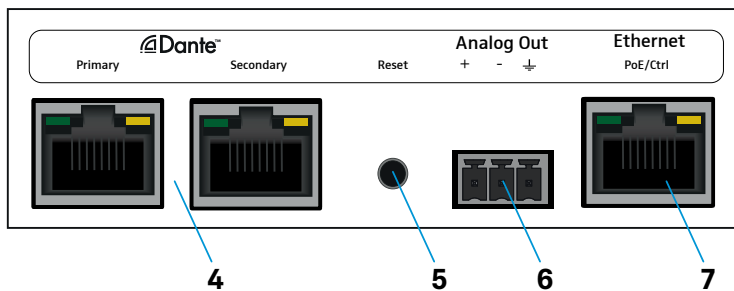 Dante™ Analog Out Ethernet
Primary Secondary Reset + - ⏚ PoE/Ctrl
4 5 6 7